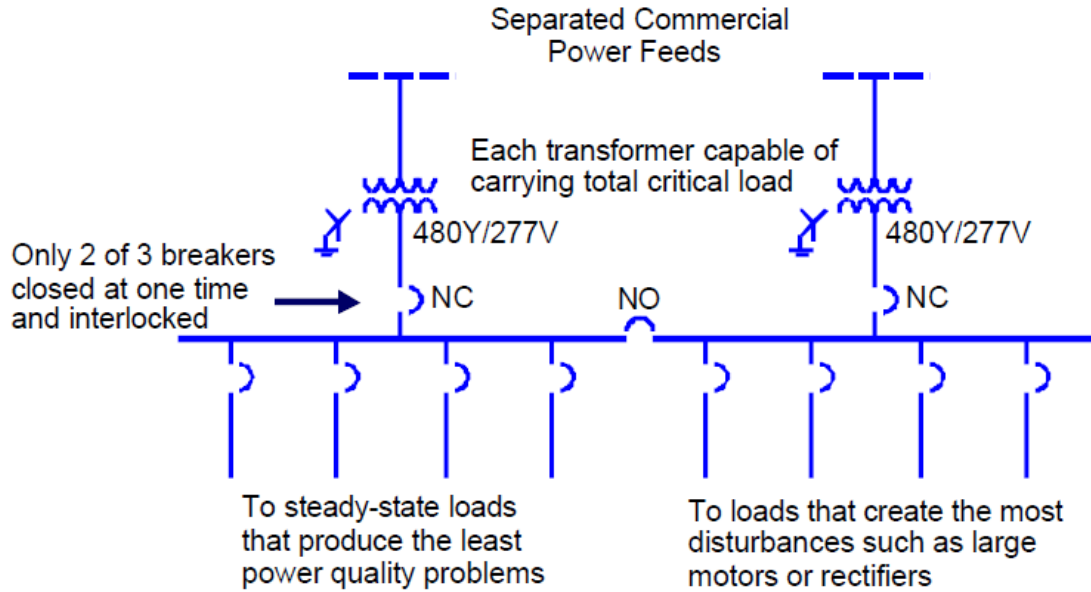 Separated Commercial
Power Feeds
Each transformer capable of
carrying total critical load
480Y/277V
480Y/277V
Only 2 of 3 breakers
closed at one time
and interlocked
NC
NO
NC
To steady-state loads
that produce the least
power quality problems
To loads that create the most
disturbances such as large
motors or rectifiers